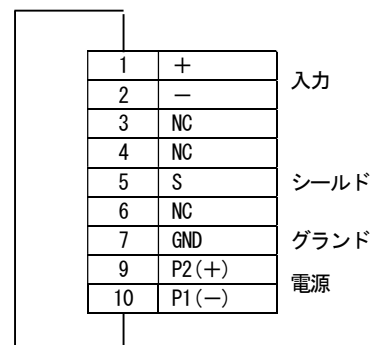 1 ＋ 入力
2 －
3 NC
4 NC
5 S シールド
6 NC
7 GND グランド
9 P2(＋) 電源
10 P1(－)